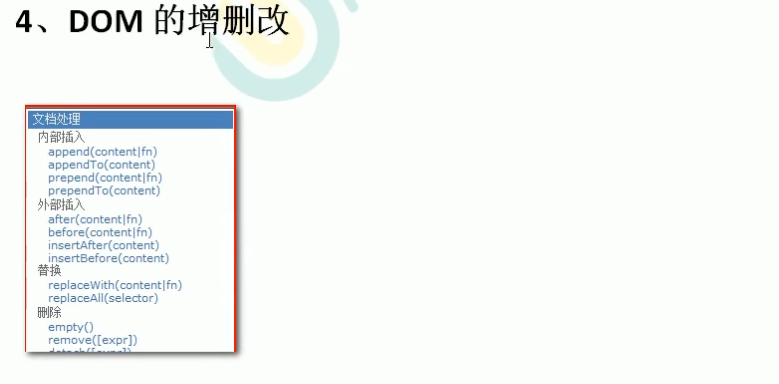 4、DOM 的增删改
文档处理
内部插入
append(content|fn)
appendTo(content)
prepend(content|fn)
prependTo(content)
外部插入
after(content|fn)
before(content|fn)
insertAfter(content)
insertBefore(content)
替换
replaceWith(content|fn)
replaceAll(selector)
删除
empty()
remove([expr])
detach([expr])